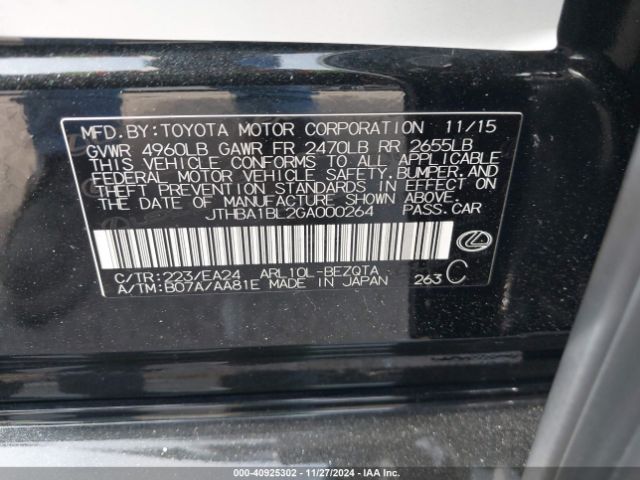 MFD.BY:TOYOTA MOTOR CORPORATION 11/15
GVWR 4960LB GAWR FR 2470LB RR 2655LB
THIS VEHICLE CONFORMS TO ALL APPLICABLE
FEDERAL MOTOR VEHICLE SAFETY,BUMPER,AND
THEFT PREVENTION STANDARDS IN EFFECT ON
THE DATE OF MANUFACTURE SHOWN ABOVE.
JTHBA1BL2GA000264 PASS.CAR
C/TR:223/EA24 ARL10L-BEZQTA
A/TM:B07A/AA81E MADE IN JAPAN 263 C
000-40925302 - 11/27/2024 - IAA Inc.